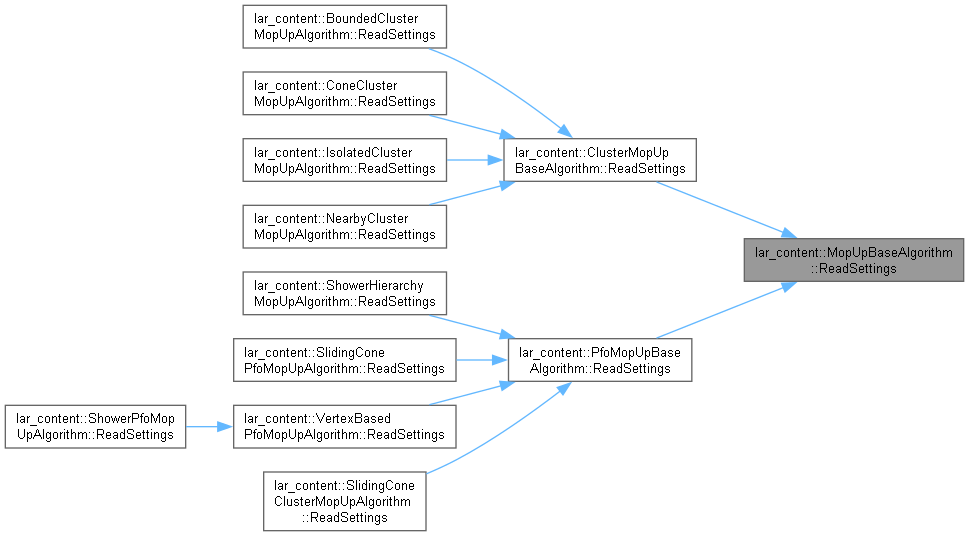 lar_content::BoundedCluster
MopUpAlgorithm::ReadSettings
lar_content::ConeCluster
MopUpAlgorithm::ReadSettings
lar_content::IsolatedCluster
MopUpAlgorithm::ReadSettings
lar_content::NearbyCluster
MopUpAlgorithm::ReadSettings
lar_content::ClusterMopUp
BaseAlgorithm::ReadSettings
lar_content::MopUpBaseAlgorithm
::ReadSettings
lar_content::ShowerHierarchy
MopUpAlgorithm::ReadSettings
lar_content::SlidingCone
PfoMopUpAlgorithm::ReadSettings
lar_content::PfoMopUpBase
Algorithm::ReadSettings
lar_content::ShowerPfoMop
UpAlgorithm::ReadSettings
lar_content::VertexBased
PfoMopUpAlgorithm::ReadSettings
lar_content::SlidingCone
ClusterMopUpAlgorithm
::ReadSettings